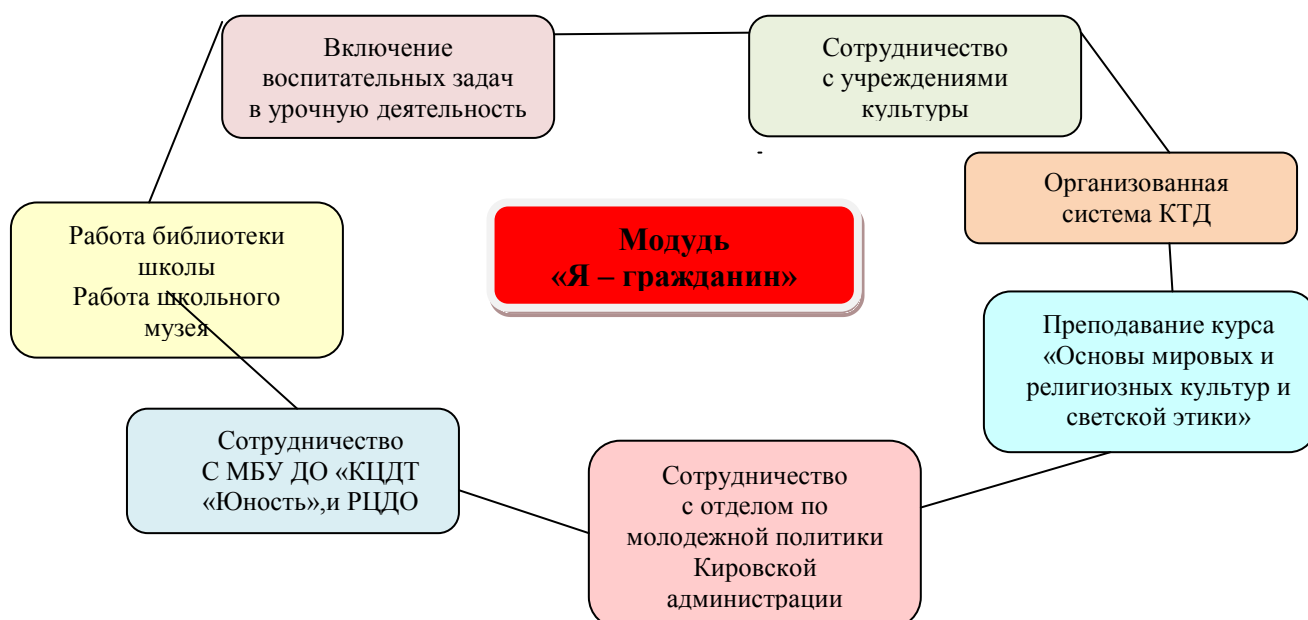 Включение
воспитательных задач
в урочную деятельность
Сотрудничество
с учреждениями
культуры
-
Организованная
система КТД
Работа библиотеки
школы
Работа школьного
музея
Модудь
«Я – гражданин»
Преподавание курса
«Основы мировых и
религиозных культур и
светской этики»
Сотрудничество
С МБУ ДО «КЦДТ
«Юность»,и РЦДО
Сотрудничество
с отделом по
молодежной политики
Кировской
администрации